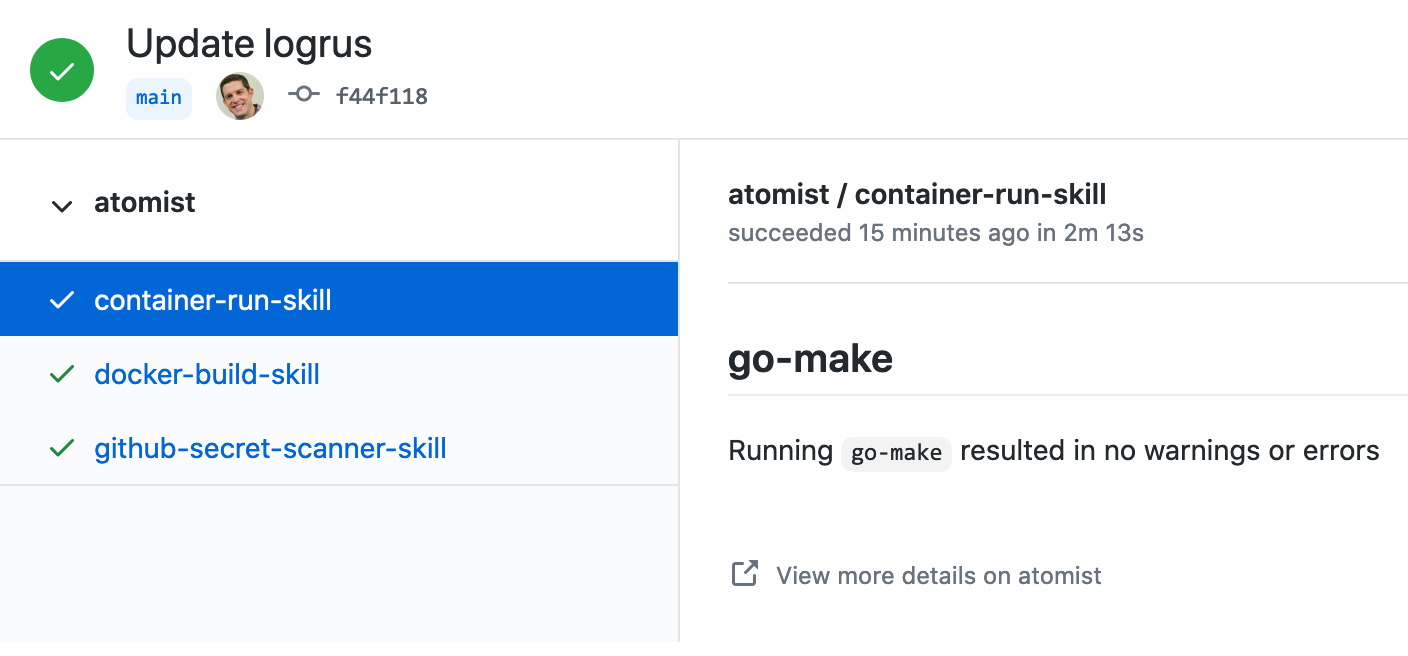 Update logrus
main f44f118
atomist
container-run-skill
docker-build-skill
github-secret-scanner-skill
atomist / container-run-skill
succeeded 15 minutes ago in 2m 13s
go-make
Running go-make resulted in no warnings or errors
View more details on atomist